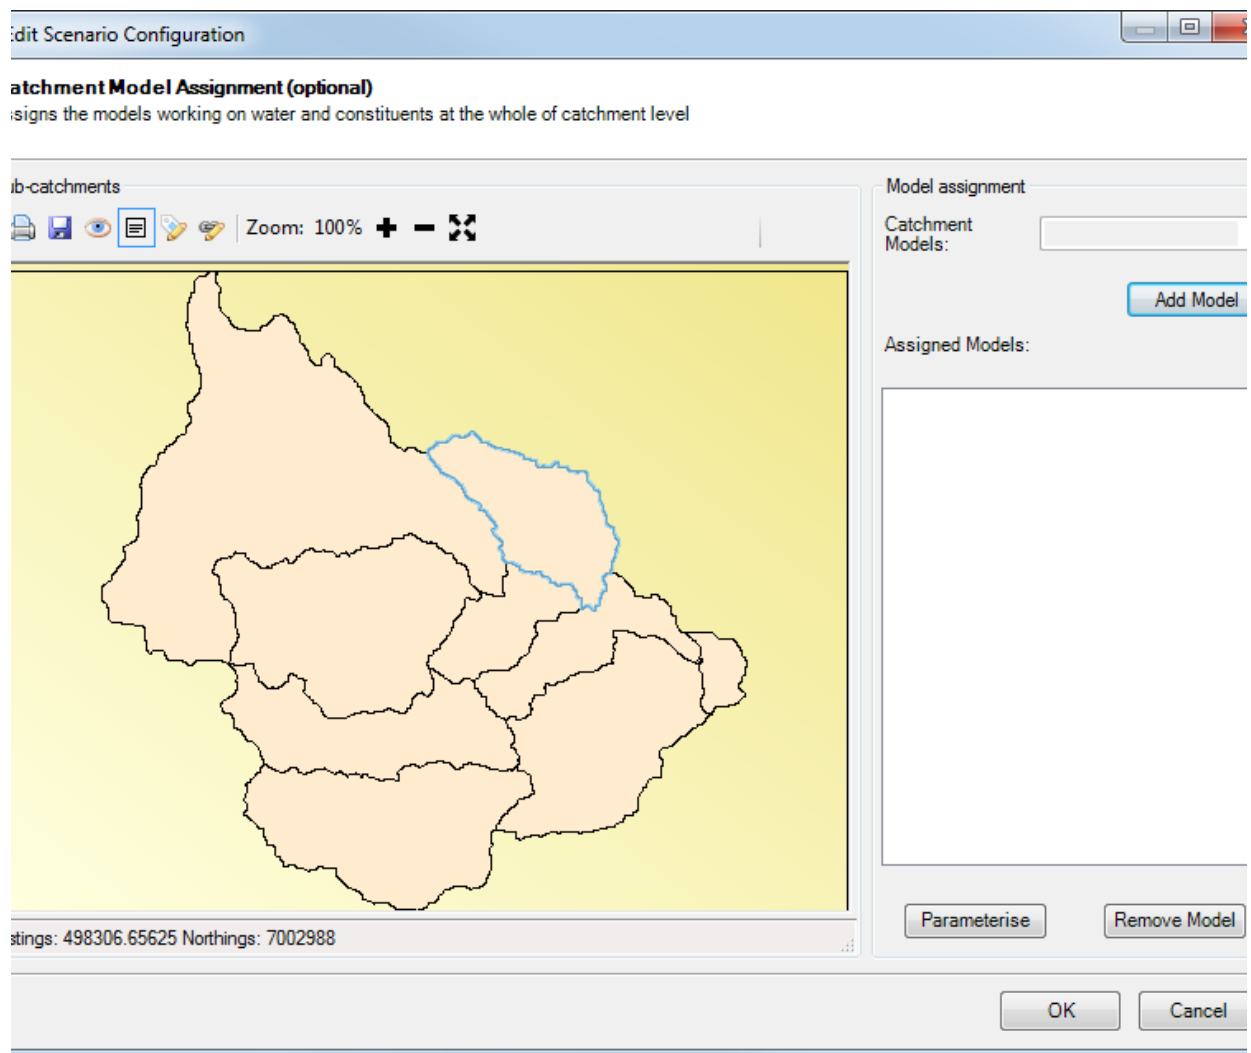 dit Scenario Configuration
atchment Model Assignment (optional)
ssigns the models working on water and constituents at the whole of catchment level
ub-catchments
Zoom: 100%
Model assignment
Catchment
Models:
Add Model
Assigned Models:
Parameterise
Remove Model
stings: 498306.65625 Northings: 7002988
OK
Cancel